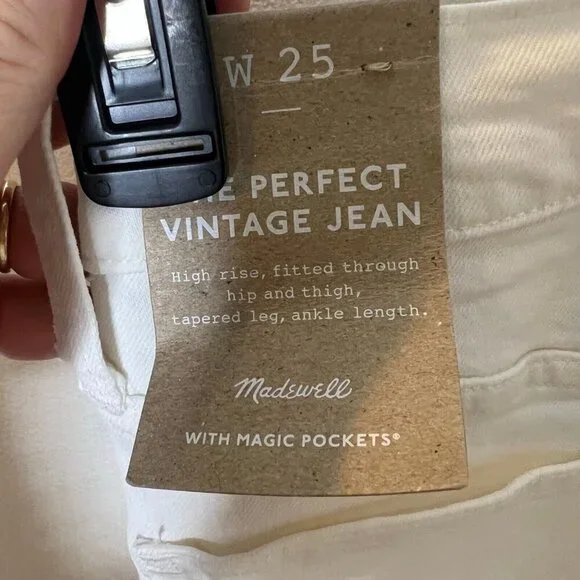 W 25
PERFECT
VINTAGE JEAN
High rise, fitted through
hip and thigh,
tapered leg, ankle length.
Madewell
WITH MAGIC POCKETS®